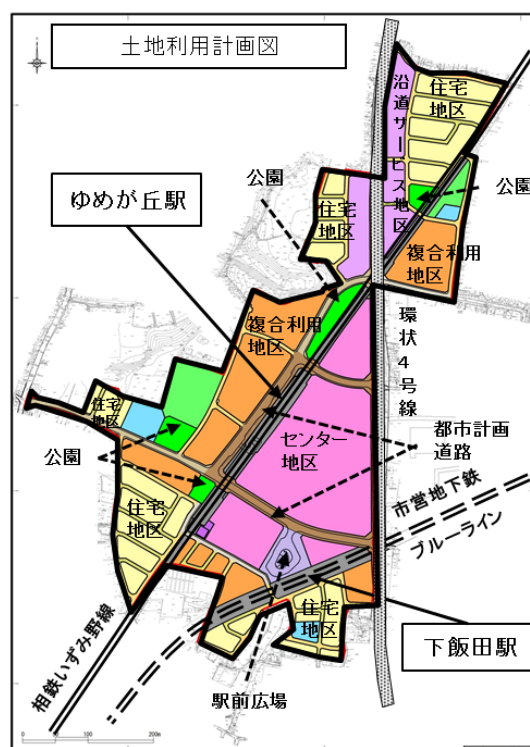 土地利用計画図
住宅
地区
沿道サービス地区
公園
公園
住宅
地区
ゆめが丘駅
複合利用
地区
複合利用
地区
環状4号線
住宅
地区
センター
地区
都市計画
道路
公園
住宅
地区
市営地下鉄
ブルーライン
住宅
地区
下飯田駅
相鉄いずみ野線
駅前広場
0 50 100 200m